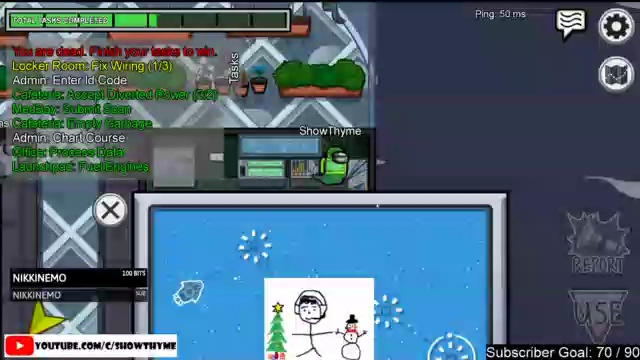 TOTAL TASKS COMPLETED
Ping: 50 ms
You are dead. Finish your tasks to win.
Locker Room: Fix Wiring (1/3)
Admin: Enter Id Code
Cafeteria: Accept Diverted Power (2/2)
MedBay: Submit Scan
Cafeteria: Empty Garbage
Admin: Chart Course
Office: Process Data
Launchpad: Fuel Engines
Tasks
ShowThyme
REPORT
USE
NIKKINEMO
100 BITS
NIKKINEMO
SUB
YOUTUBE.COM/C/SHOWTHYME
Subscriber Goal: 70 / 90